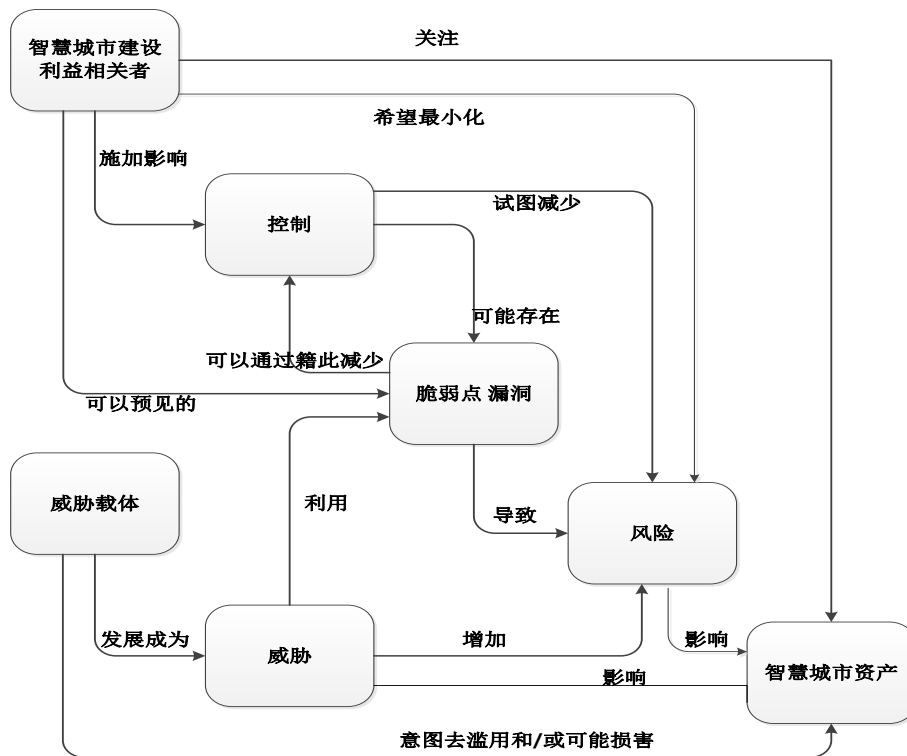 智慧城市建设
利益相关者
关注
希望最小化
施加影响
控制
试图减少
可能存在
可以通过籍此减少
脆弱点 漏洞
可以预见的
威胁载体
利用
导致
风险
发展成为
威胁
增加
影响
影响
智慧城市资产
意图去滥用和/或可能损害